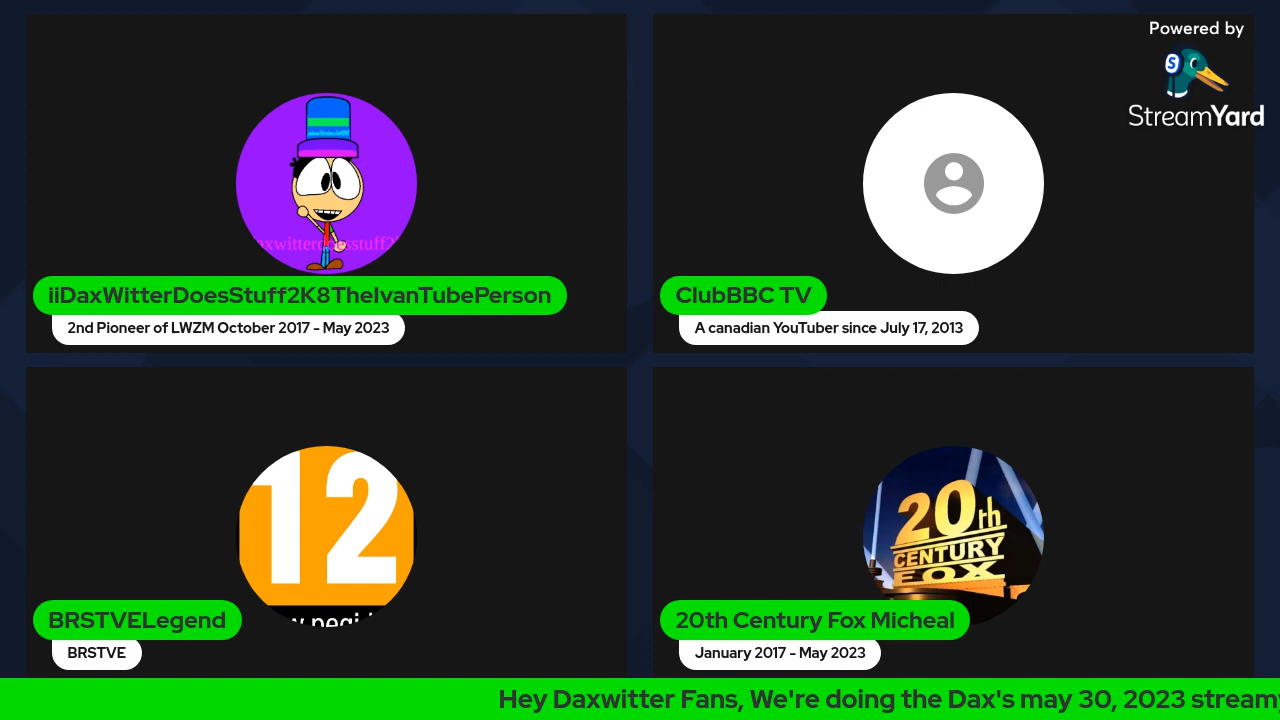 Powered by
StreamYard
iiDaxWitterDoesStuff2K8TheIvanTubePerson
2nd Pioneer of LWZM October 2017 - May 2023
ClubBBC TV
A canadian YouTuber since July 17, 2013
12
BRSTVELegend
BRSTVE
20th
CENTURY
FOX
20th Century Fox Micheal
January 2017 - May 2023
Hey Daxwitter Fans, We're doing the Dax's may 30, 2023 stream,